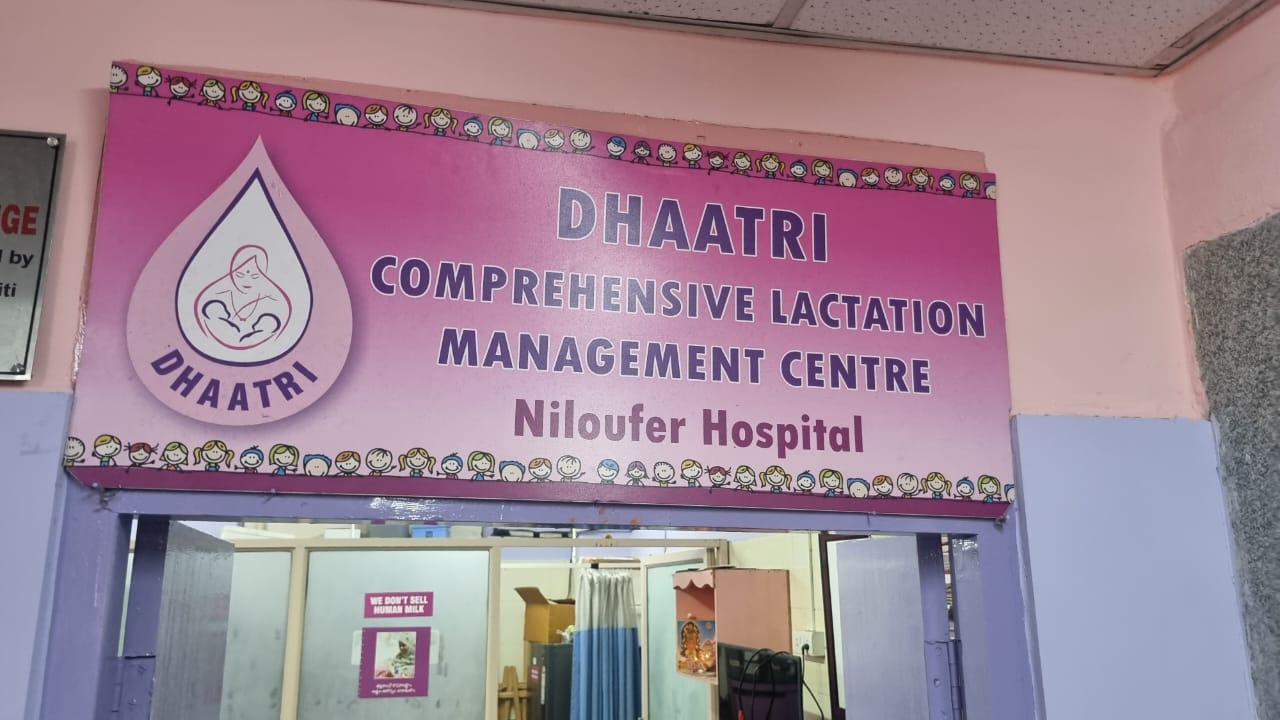 GE
by
iti
DHAATRI
DHAATRI
COMPREHENSIVE LACTATION
MANAGEMENT CENTRE
Niloufer Hospital
WE DON'T SELL
HUMAN MILK